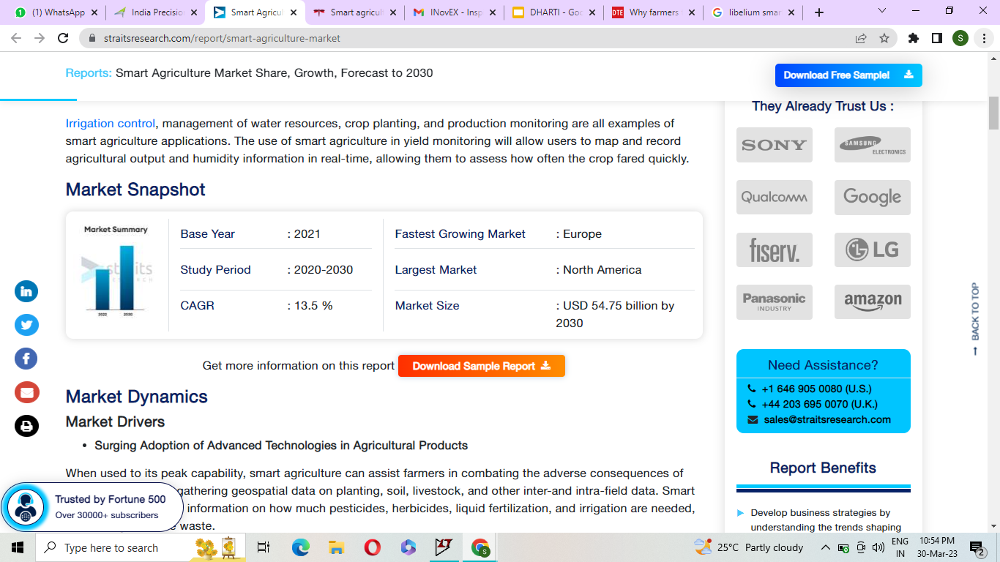 (1) WhatsApp
India Precisio
Smart Agricul
Smart agricult
INovEX - Insp
DHARTI - Goo
DTE Why farmers
libelium smar
straitsresearch.com/report/smart-agriculture-market
S
Reports: Smart Agriculture Market Share, Growth, Forecast to 2030
Download Free Sample!
Irrigation control, management of water resources, crop planting, and production monitoring are all examples of
smart agriculture applications. The use of smart agriculture in yield monitoring will allow users to map and record
agricultural output and humidity information in real-time, allowing them to assess how often the crop fared quickly.
Market Snapshot
Market Summary
2022 2030
Base Year : 2021
Study Period : 2020-2030
CAGR : 13.5 %
Fastest Growing Market : Europe
Largest Market : North America
Market Size : USD 54.75 billion by
2030
Get more information on this report Download Sample Report
Market Dynamics
Market Drivers
• Surging Adoption of Advanced Technologies in Agricultural Products
When used to its peak capability, smart agriculture can assist farmers in combating the adverse consequences of
gathering geospatial data on planting, soil, livestock, and other inter-and intra-field data. Smart
information on how much pesticides, herbicides, liquid fertilization, and irrigation are needed,
waste.
Trusted by Fortune 500
Over 30000+ subscribers
They Already Trust Us :
SONY
SAMSUNG
ELECTRONICS
Qualcomm
Google
fiserv.
LG
Panasonic
INDUSTRY
amazon
Need Assistance?
+1 646 905 0080 (U.S.)
+44 203 695 0070 (U.K.)
sales@straitsresearch.com
Report Benefits
Develop business strategies by
understanding the trends shaping
BACK TO TOP
Type here to search
25°C Partly cloudy
ENG
IN
10:54 PM
30-Mar-23
2